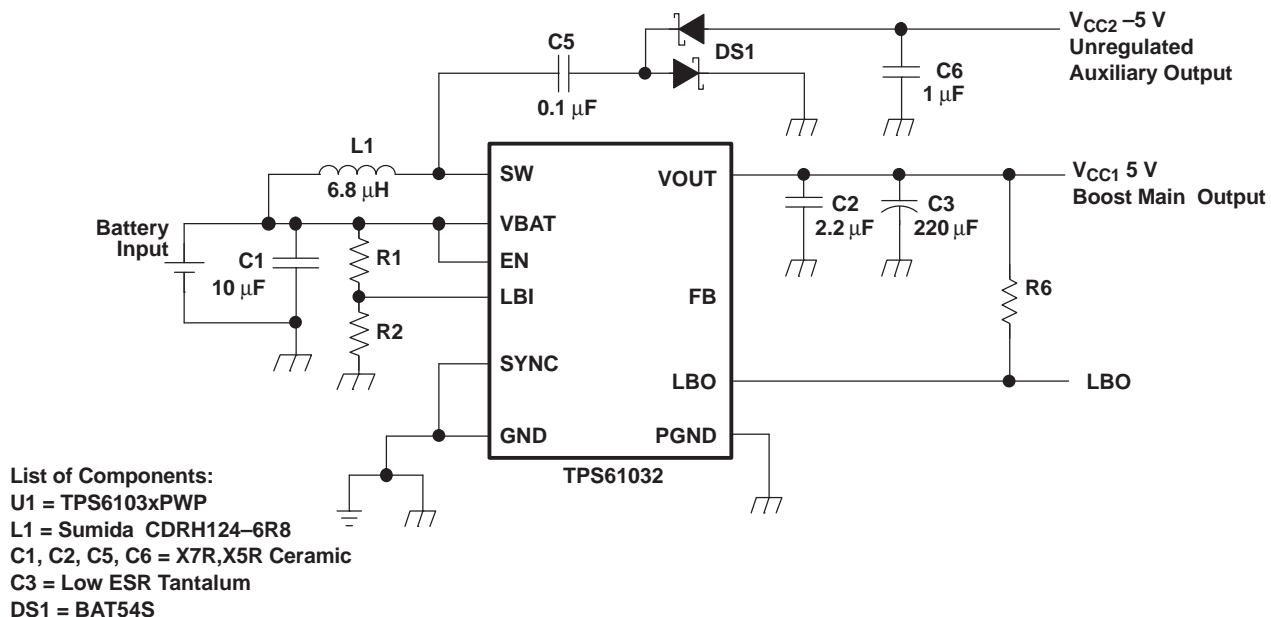 V_CC2 –5 V
Unregulated
Auxiliary Output
C5
0.1 µF
DS1
C6
1 µF
L1
6.8 µH
SW
VOUT
V_CC1 5 V
Boost Main Output
C2
2.2 µF
C3
220 µF
Battery
Input
VBAT
C1
10 µF
R1
EN
LBI
FB
R6
R2
SYNC
LBO
LBO
GND
PGND
TPS61032
List of Components:
U1 = TPS6103xPWP
L1 = Sumida CDRH124–6R8
C1, C2, C5, C6 = X7R,X5R Ceramic
C3 = Low ESR Tantalum
DS1 = BAT54S